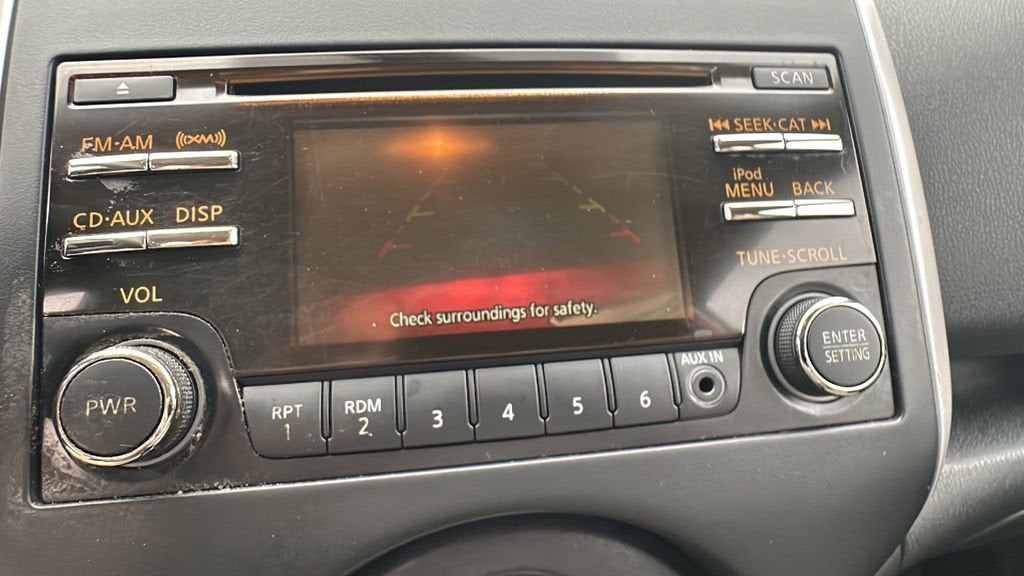 SCAN
FM·AM
((XM))
SEEK·CAT
CD·AUX
DISP
iPod
MENU
BACK
VOL
TUNE·SCROLL
Check surroundings for safety.
PWR
RPT
1
RDM
2
3
4
5
6
AUX IN
ENTER
SETTING